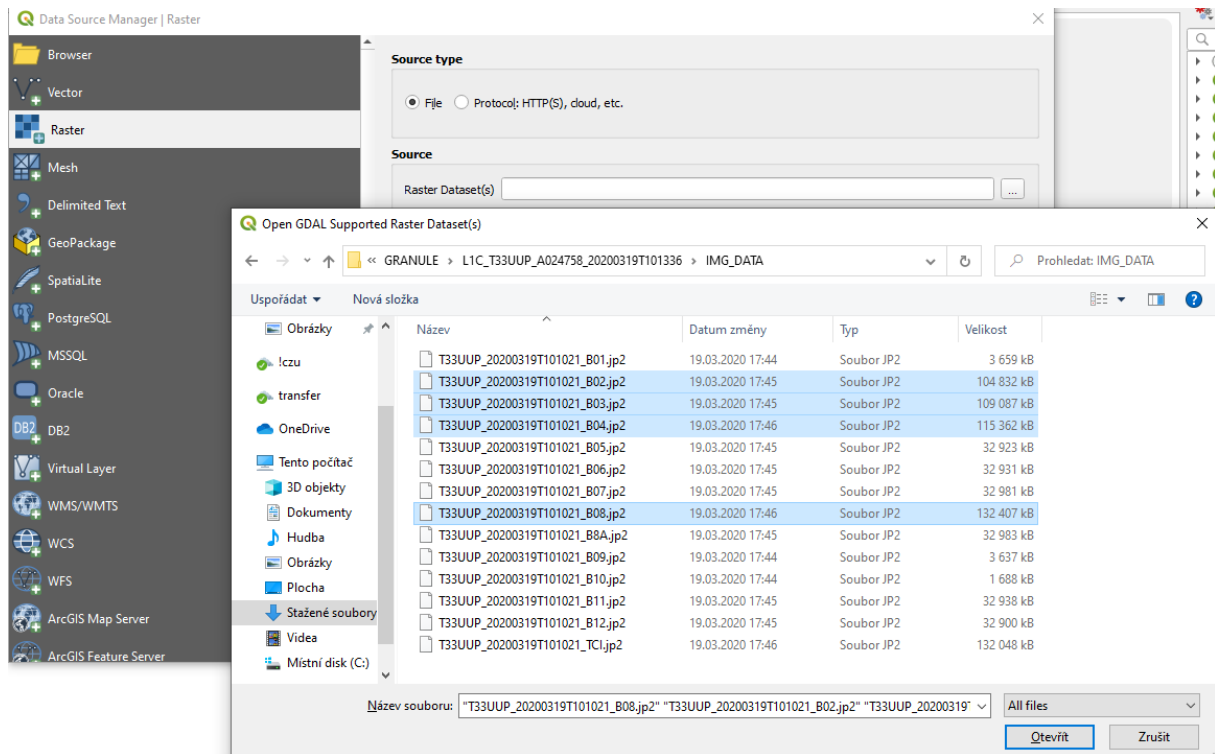 Data Source Manager | Raster
Browser
Vector
Raster
Mesh
Delimited Text
GeoPackage
SpatiaLite
PostgreSQL
MSSQL
Oracle
DB2 DB2
Virtual Layer
WMS/WMTS
WCS
WFS
ArcGIS Map Server
ArcGIS Feature Server
Source type
File Protocol: HTTP(S), cloud, etc.
Source
Raster Dataset(s) ...
Open GDAL Supported Raster Dataset(s)
« GRANULE › L1C_T33UUP_A024758_20200319T101336 › IMG_DATA
Prohledat: IMG_DATA
Uspořádat Nová složka
Obrázky
!czu
transfer
OneDrive
Tento počítač
3D objekty
Dokumenty
Hudba
Obrázky
Plocha
Stažené soubory
Videa
Místní disk (C:)
Název Datum změny Typ Velikost
T33UUP_20200319T101021_B01.jp2 19.03.2020 17:44 Soubor JP2 3 659 kB
T33UUP_20200319T101021_B02.jp2 19.03.2020 17:45 Soubor JP2 104 832 kB
T33UUP_20200319T101021_B03.jp2 19.03.2020 17:45 Soubor JP2 109 087 kB
T33UUP_20200319T101021_B04.jp2 19.03.2020 17:46 Soubor JP2 115 362 kB
T33UUP_20200319T101021_B05.jp2 19.03.2020 17:45 Soubor JP2 32 923 kB
T33UUP_20200319T101021_B06.jp2 19.03.2020 17:45 Soubor JP2 32 931 kB
T33UUP_20200319T101021_B07.jp2 19.03.2020 17:45 Soubor JP2 32 981 kB
T33UUP_20200319T101021_B08.jp2 19.03.2020 17:46 Soubor JP2 132 407 kB
T33UUP_20200319T101021_B8A.jp2 19.03.2020 17:45 Soubor JP2 32 983 kB
T33UUP_20200319T101021_B09.jp2 19.03.2020 17:44 Soubor JP2 3 637 kB
T33UUP_20200319T101021_B10.jp2 19.03.2020 17:44 Soubor JP2 1 688 kB
T33UUP_20200319T101021_B11.jp2 19.03.2020 17:45 Soubor JP2 32 938 kB
T33UUP_20200319T101021_B12.jp2 19.03.2020 17:45 Soubor JP2 32 900 kB
T33UUP_20200319T101021_TCI.jp2 19.03.2020 17:46 Soubor JP2 132 048 kB
Název souboru: "T33UUP_20200319T101021_B08.jp2" "T33UUP_20200319T101021_B02.jp2" "T33UUP_20200319T All files
Otevřít Zrušit